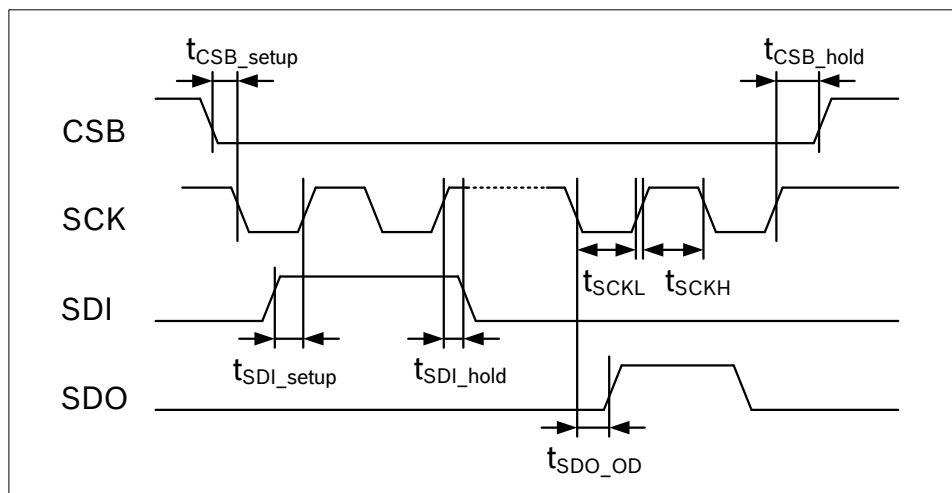 tCSB_setup
tCSB_hold
CSB
SCK
tSCKL
tSCKH
SDI
tSDI_setup
tSDI_hold
SDO
tSDO_OD